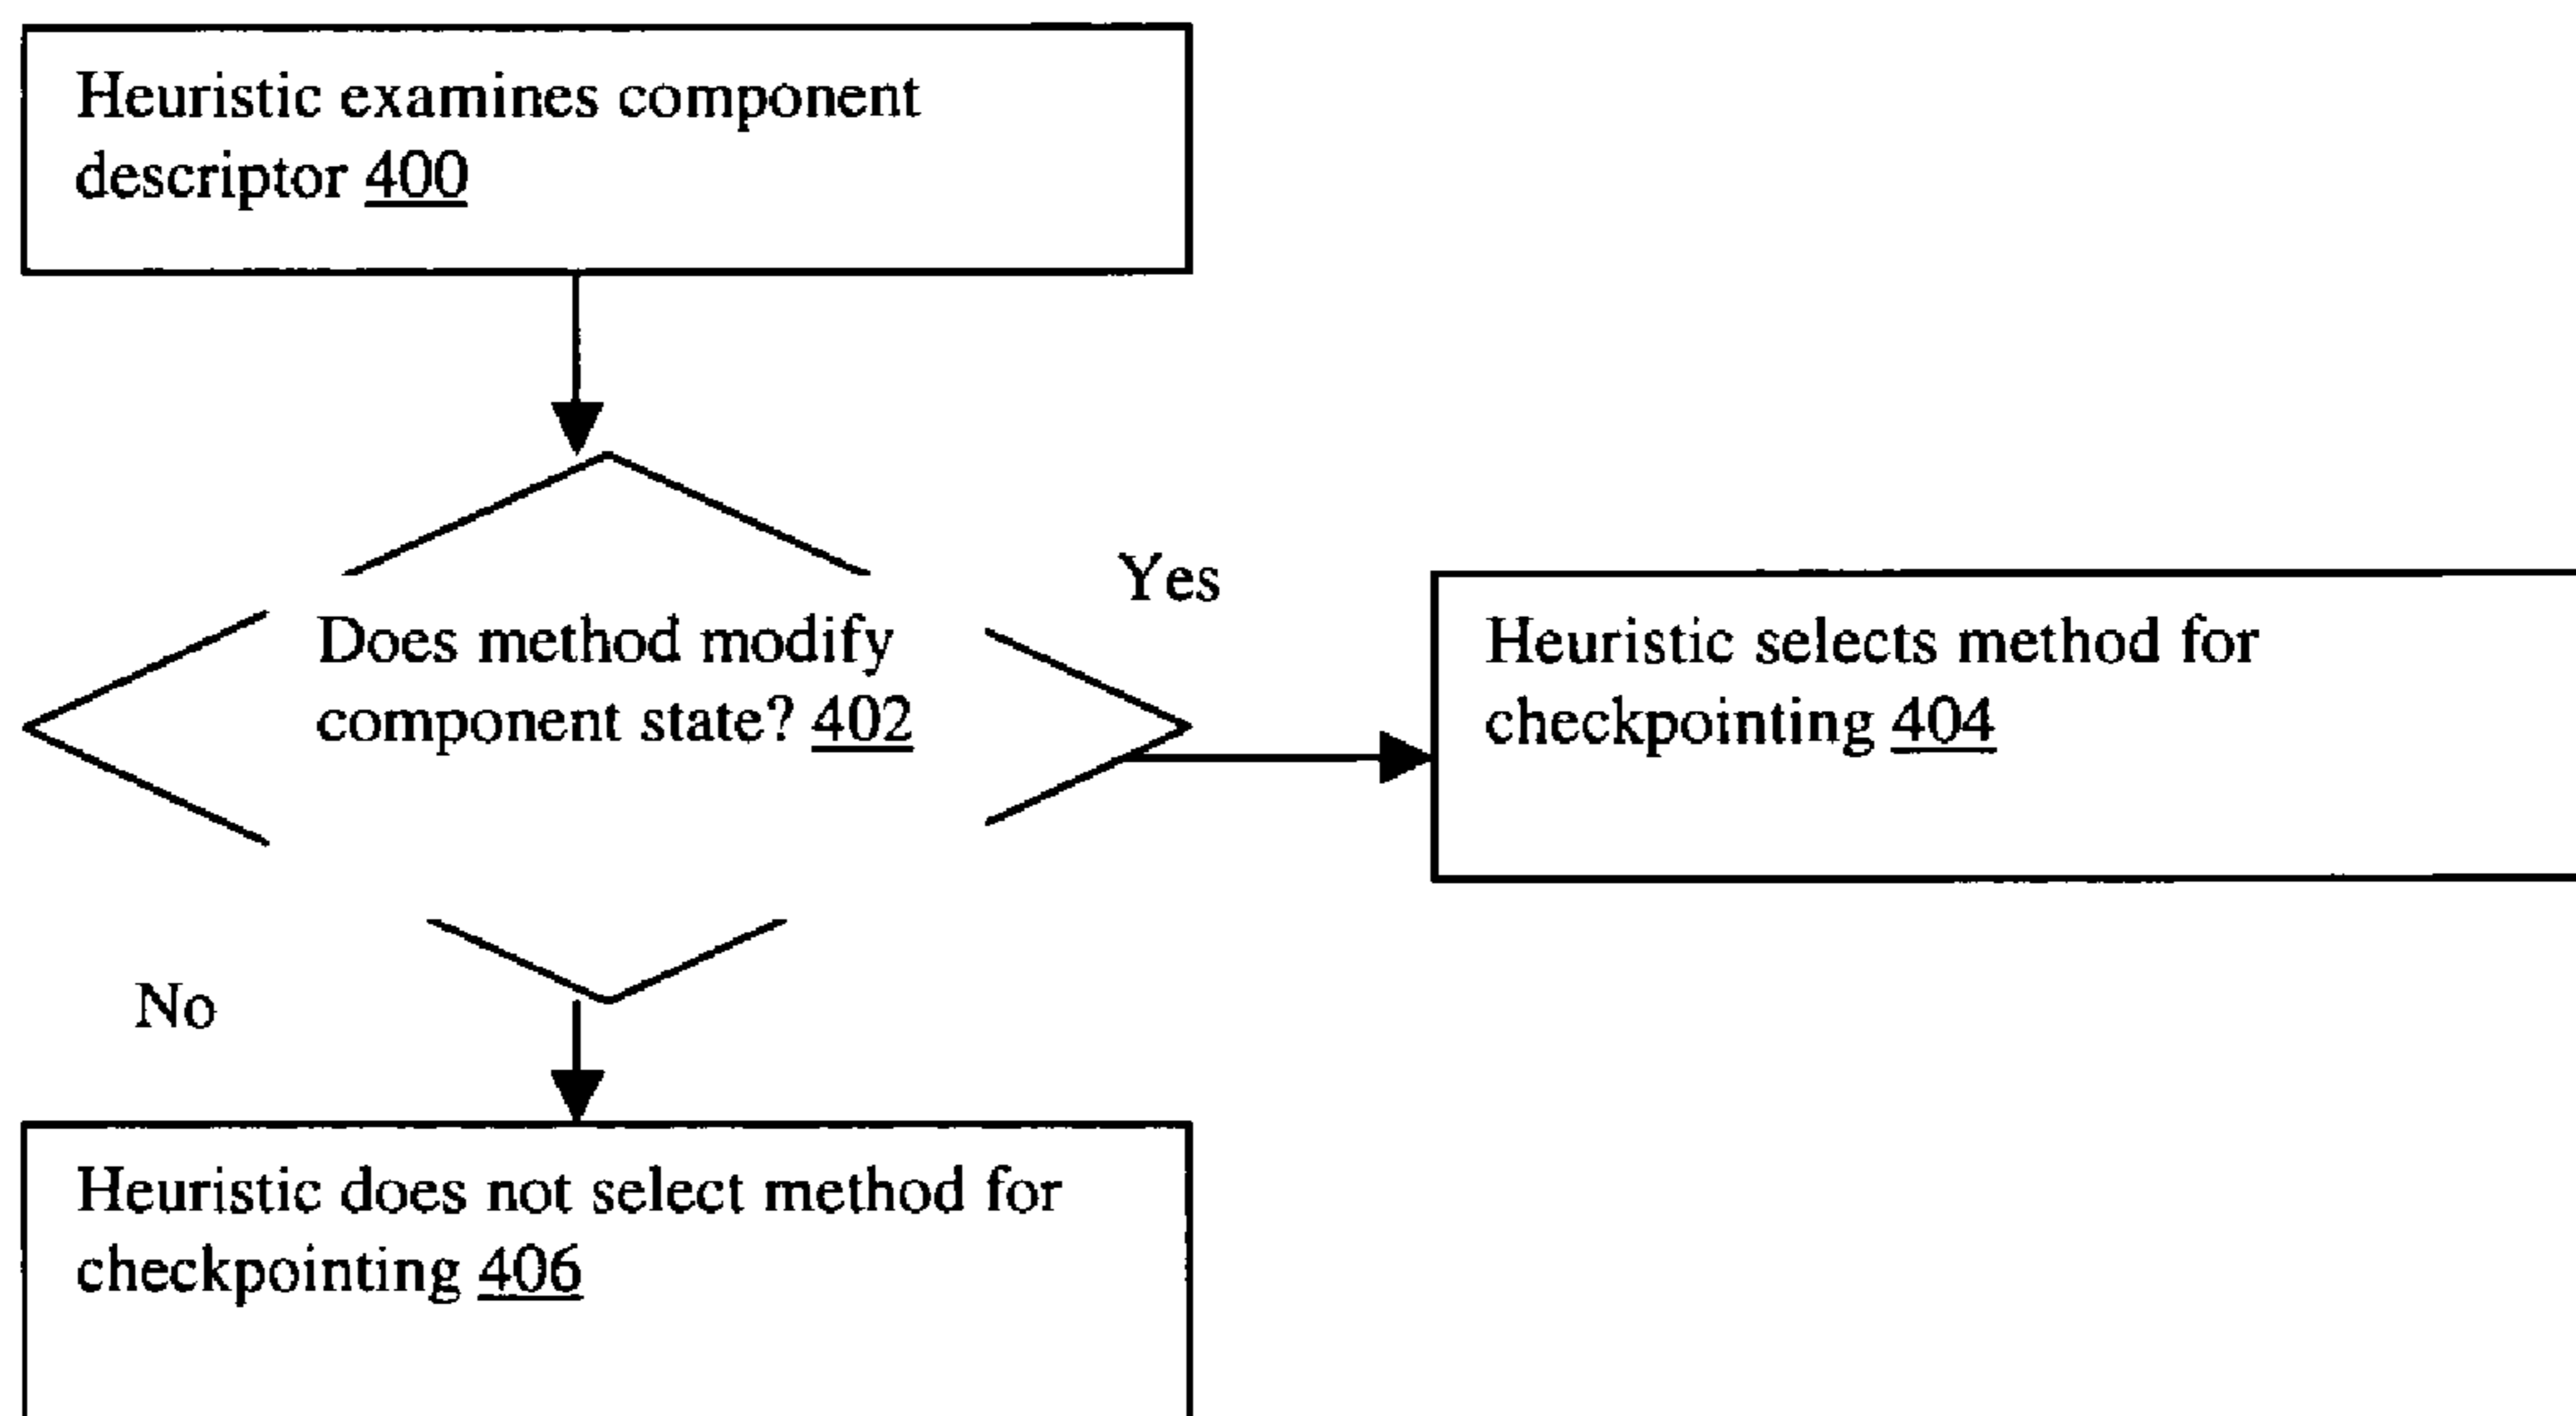 Heuristic examines component
descriptor 400
Does method modify
component state? 402
Yes
Heuristic selects method for
checkpointing 404
No
Heuristic does not select method for
checkpointing 406